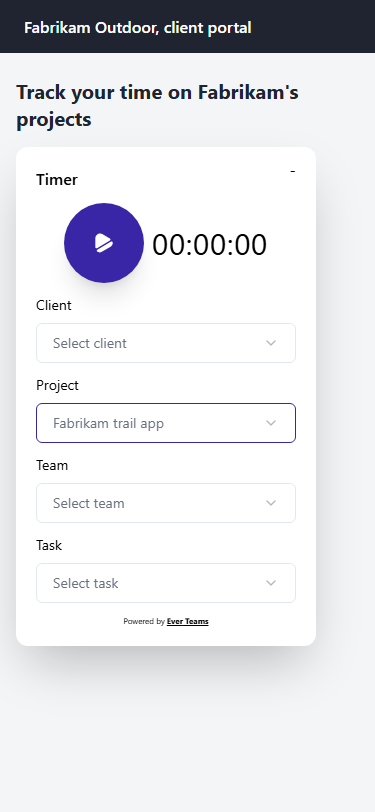 Fabrikam Outdoor, client portal
Track your time on Fabrikam's
projects
Timer
-
00:00:00
Client
Select client
Project
Fabrikam trail app
Team
Select team
Task
Select task
Powered by Ever Teams